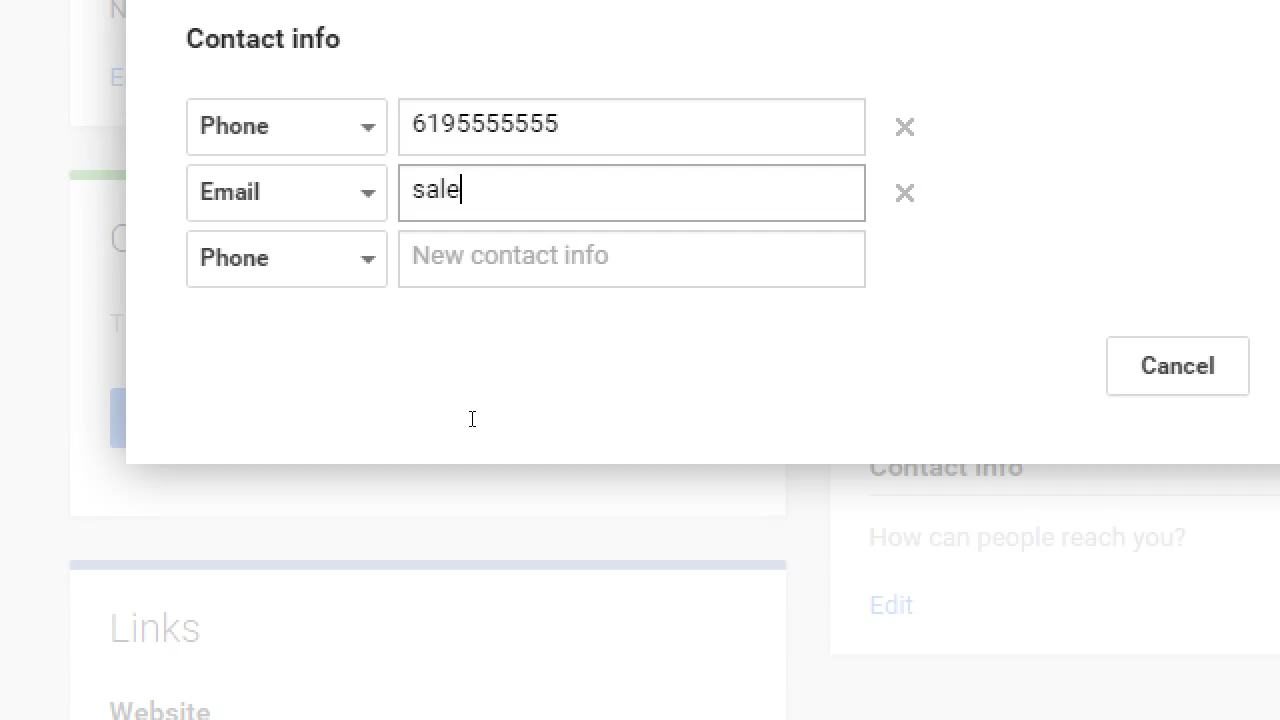 Contact info
Phone
6195555555
Email
sale
Phone
New contact info
Cancel
Contact info
How can people reach you?
Edit
Links
Website